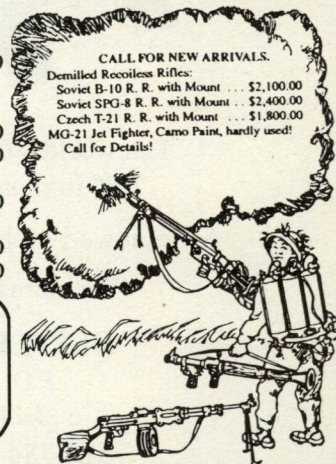 CALL FOR NEW ARRIVALS.
Demilled Recoiless Rifles:
Soviet B-10 R. R. with Mount ... $2,100.00
Soviet SPG-8 R. R. with Mount .. $2,400.00
Czech T-21 R. R. with Mount ... $1,800.00
MG-21 Jet Fighter, Camo Paint, hardly used!
Call for Details!